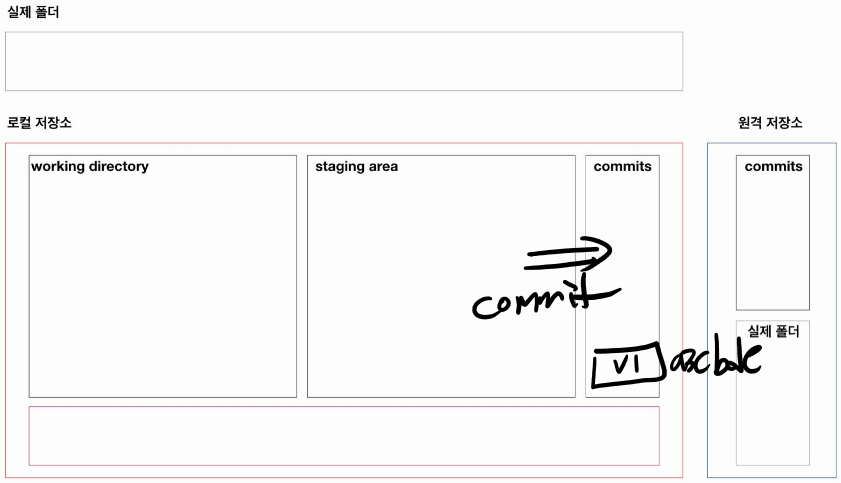 실제 폴더
로컬 저장소
원격 저장소
working directory
staging area
commits
commits
commit
실제 폴더
V1